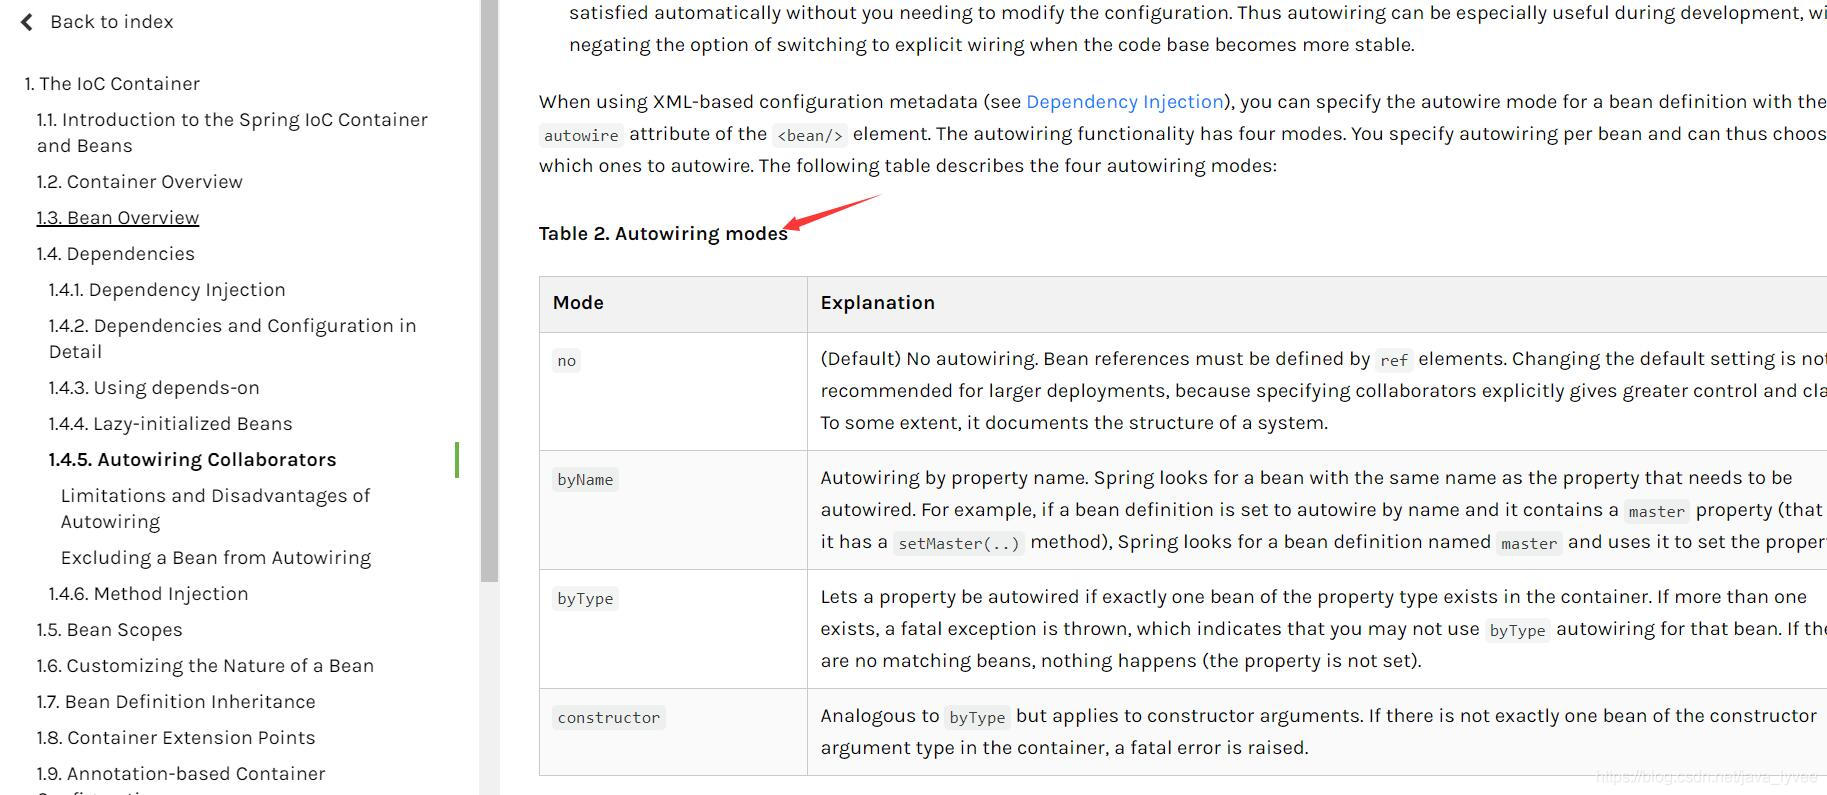 Back to index
1. The IoC Container
1.1. Introduction to the Spring IoC Container
and Beans
1.2. Container Overview
1.3. Bean Overview
1.4. Dependencies
1.4.1. Dependency Injection
1.4.2. Dependencies and Configuration in
Detail
1.4.3. Using depends-on
1.4.4. Lazy-initialized Beans
1.4.5. Autowiring Collaborators
Limitations and Disadvantages of
Autowiring
Excluding a Bean from Autowiring
1.4.6. Method Injection
1.5. Bean Scopes
1.6. Customizing the Nature of a Bean
1.7. Bean Definition Inheritance
1.8. Container Extension Points
1.9. Annotation-based Container
satisfied automatically without you needing to modify the configuration. Thus autowiring can be especially useful during development, wi
negating the option of switching to explicit wiring when the code base becomes more stable.
When using XML-based configuration metadata (see Dependency Injection), you can specify the autowire mode for a bean definition with the
autowire attribute of the <bean/> element. The autowiring functionality has four modes. You specify autowiring per bean and can thus choos
which ones to autowire. The following table describes the four autowiring modes:
Table 2. Autowiring modes
Mode Explanation
no
(Default) No autowiring. Bean references must be defined by ref elements. Changing the default setting is not
recommended for larger deployments, because specifying collaborators explicitly gives greater control and cla
To some extent, it documents the structure of a system.
byName
Autowiring by property name. Spring looks for a bean with the same name as the property that needs to be
autowired. For example, if a bean definition is set to autowire by name and it contains a master property (that
it has a setMaster(..) method), Spring looks for a bean definition named master and uses it to set the proper
byType
Lets a property be autowired if exactly one bean of the property type exists in the container. If more than one
exists, a fatal exception is thrown, which indicates that you may not use byType autowiring for that bean. If the
are no matching beans, nothing happens (the property is not set).
constructor
Analogous to byType but applies to constructor arguments. If there is not exactly one bean of the constructor
argument type in the container, a fatal error is raised.
https://blog.csdn.net/java_lyvee